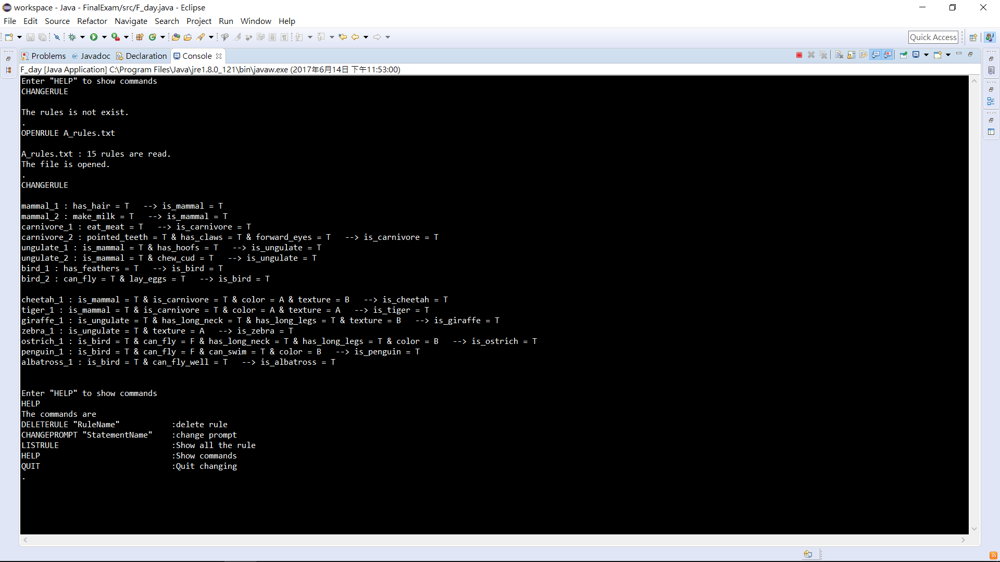 workspace - Java - FinalExam/src/F_day.java - Eclipse
File Edit Source Refactor Navigate Search Project Run Window Help
Quick Access
Problems @ Javadoc Declaration Console
F_day [Java Application] C:\Program Files\Java\jre1.8.0_121\bin\javaw.exe (2017年6月14日 下午11:53:00)
Enter "HELP" to show commands
CHANGERULE
The rules is not exist.
.
OPENRULE A_rules.txt
A_rules.txt : 15 rules are read.
The file is opened.
.
CHANGERULE
mammal_1 : has_hair = T   --> is_mammal = T
mammal_2 : make_milk = T   --> is_mammal = T
carnivore_1 : eat_meat = T   --> is_carnivore = T
carnivore_2 : pointed_teeth = T & has_claws = T & forward_eyes = T   --> is_carnivore = T
ungulate_1 : is_mammal = T & has_hoofs = T   --> is_ungulate = T
ungulate_2 : is_mammal = T & chew_cud = T   --> is_ungulate = T
bird_1 : has_feathers = T   --> is_bird = T
bird_2 : can_fly = T & lay_eggs = T   --> is_bird = T
cheetah_1 : is_mammal = T & is_carnivore = T & color = A & texture = B   --> is_cheetah = T
tiger_1 : is_mammal = T & is_carnivore = T & color = A & texture = A   --> is_tiger = T
giraffe_1 : is_ungulate = T & has_long_neck = T & has_long_legs = T & texture = B   --> is_giraffe = T
zebra_1 : is_ungulate = T & texture = A   --> is_zebra = T
ostrich_1 : is_bird = T & can_fly = F & has_long_neck = T & has_long_legs = T & color = B   --> is_ostrich = T
penguin_1 : is_bird = T & can_fly = F & can_swim = T & color = B   --> is_penguin = T
albatross_1 : is_bird = T & can_fly_well = T   --> is_albatross = T
Enter "HELP" to show commands
HELP
The commands are
DELETERULE "RuleName"           :delete rule
CHANGEPROMPT "StatementName"    :change prompt
LISTRULE                        :Show all the rule
HELP                            :Show commands
QUIT                            :Quit changing
.